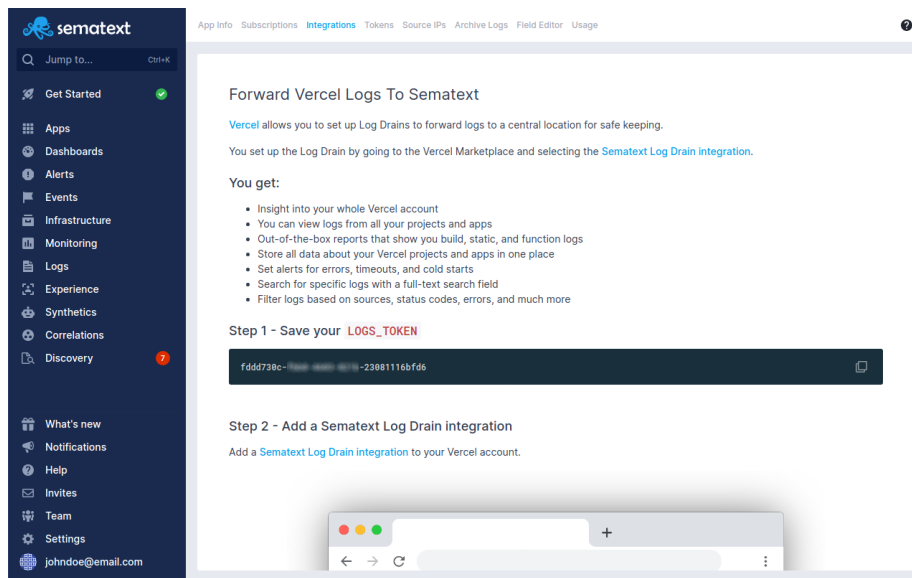 sematext
Jump to... Ctrl+K
Get Started
Apps
Dashboards
Alerts
Events
Infrastructure
Monitoring
Logs
Experience
Synthetics
Correlations
Discovery 7
What's new
Notifications
Help
Invites
Team
Settings
johndoe@email.com
App Info Subscriptions Integrations Tokens Source IPs Archive Logs Field Editor Usage
Forward Vercel Logs To Sematext
Vercel allows you to set up Log Drains to forward logs to a central location for safe keeping.
You set up the Log Drain by going to the Vercel Marketplace and selecting the Sematext Log Drain integration.
You get:
Insight into your whole Vercel account
You can view logs from all your projects and apps
Out-of-the-box reports that show you build, static, and function logs
Store all data about your Vercel projects and apps in one place
Set alerts for errors, timeouts, and cold starts
Search for specific logs with a full-text search field
Filter logs based on sources, status codes, errors, and much more
Step 1 - Save your LOGS_TOKEN
fddd730c- -23081116bfd6
Step 2 - Add a Sematext Log Drain integration
Add a Sematext Log Drain integration to your Vercel account.